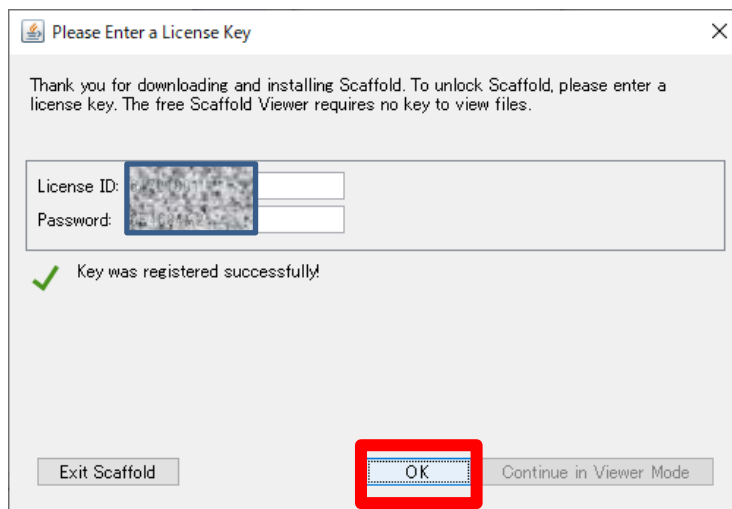 Please Enter a License Key
Thank you for downloading and installing Scaffold. To unlock Scaffold, please enter a
license key. The free Scaffold Viewer requires no key to view files.
License ID:
Password:
Key was registered successfully!
Exit Scaffold
OK
Continue in Viewer Mode